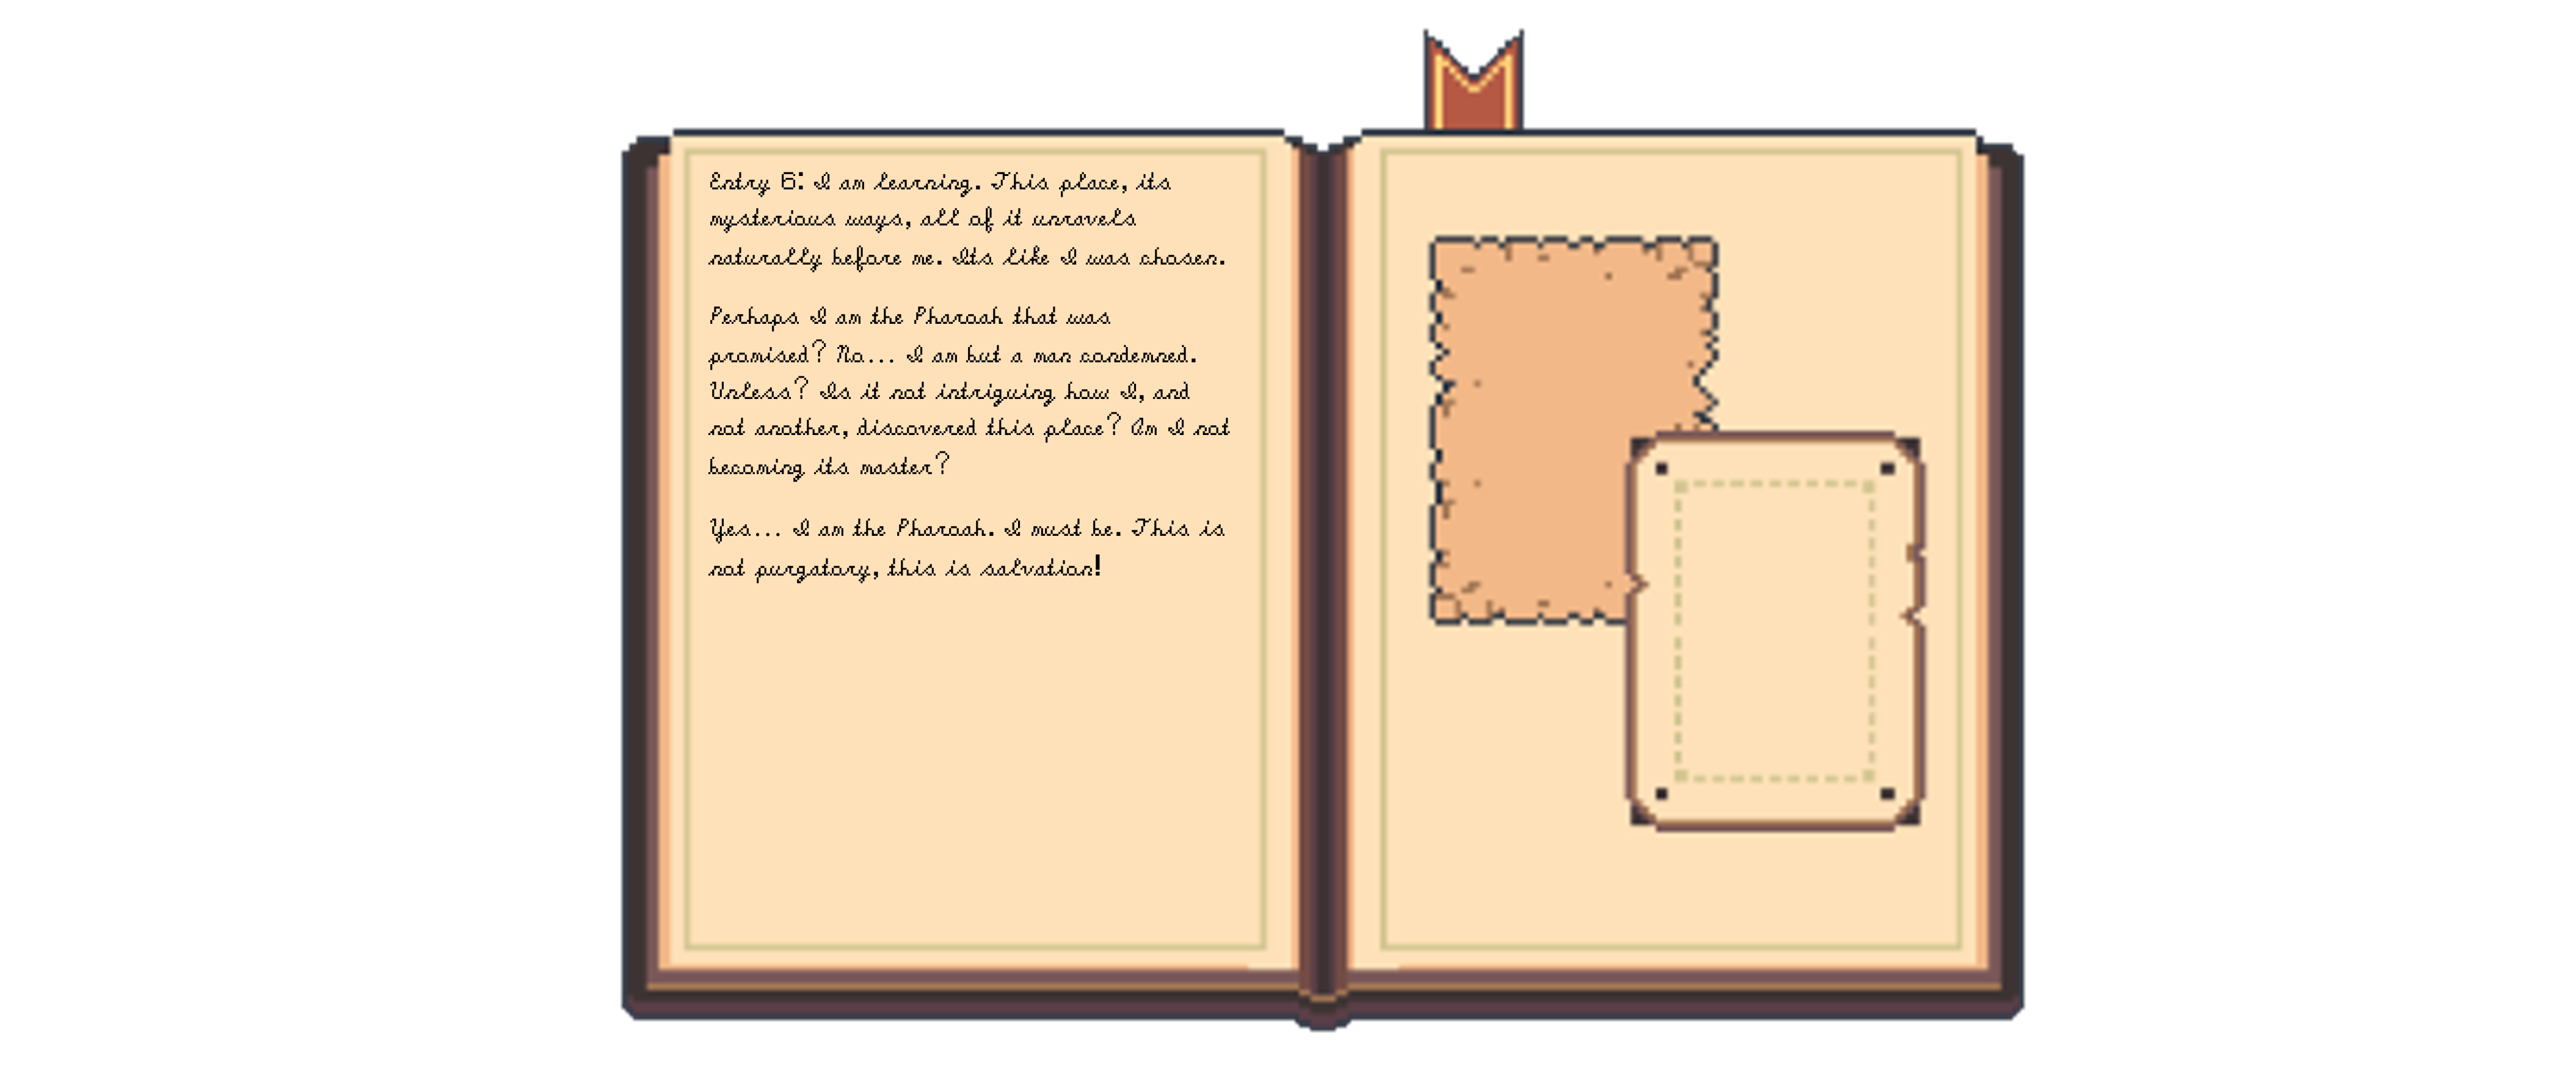 Entry 6: I am learning. This place, its
mysterious ways, all of it unravels
naturally before me. Its like I was chosen.
Perhaps I am the Pharoah that was
promised? No... I am but a man condemned.
Unless? Is it not intriguing how I, and
not another, discovered this place? Am I not
becoming its master?
Yes... I am the Pharoah. I must be. This is
not purgatory, this is salvation!